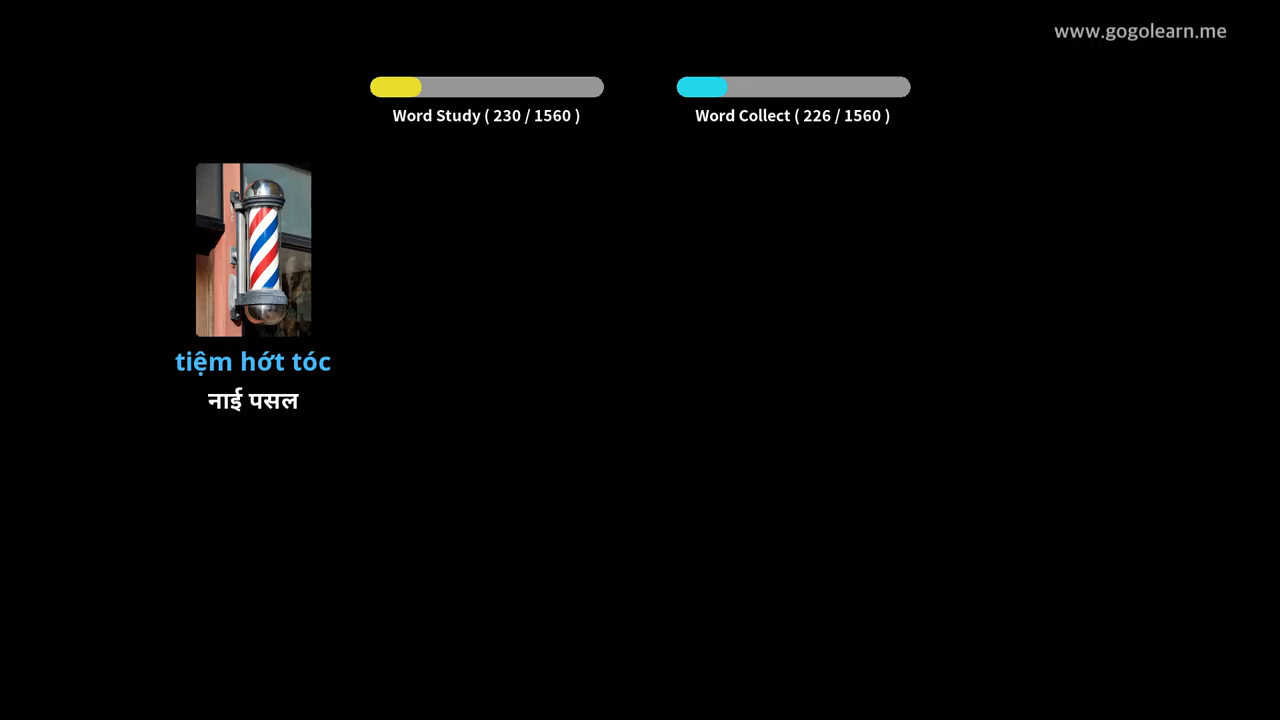 www.gogolearn.me
Word Study ( 230 / 1560 )
Word Collect ( 226 / 1560 )
tiệm hớt tóc
नाई पसल